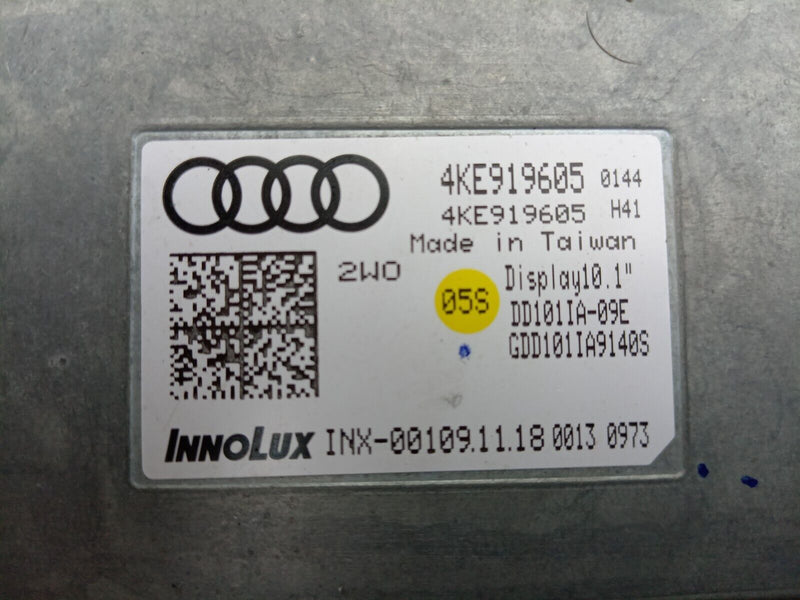 4KE919605 0144
4KE919605 H41
Made in Taiwan
2WO
05S
Display10.1"
DD101IA-09E
GDD101IA9140S
INNOLUX INX-00109.11.18 0013 0973